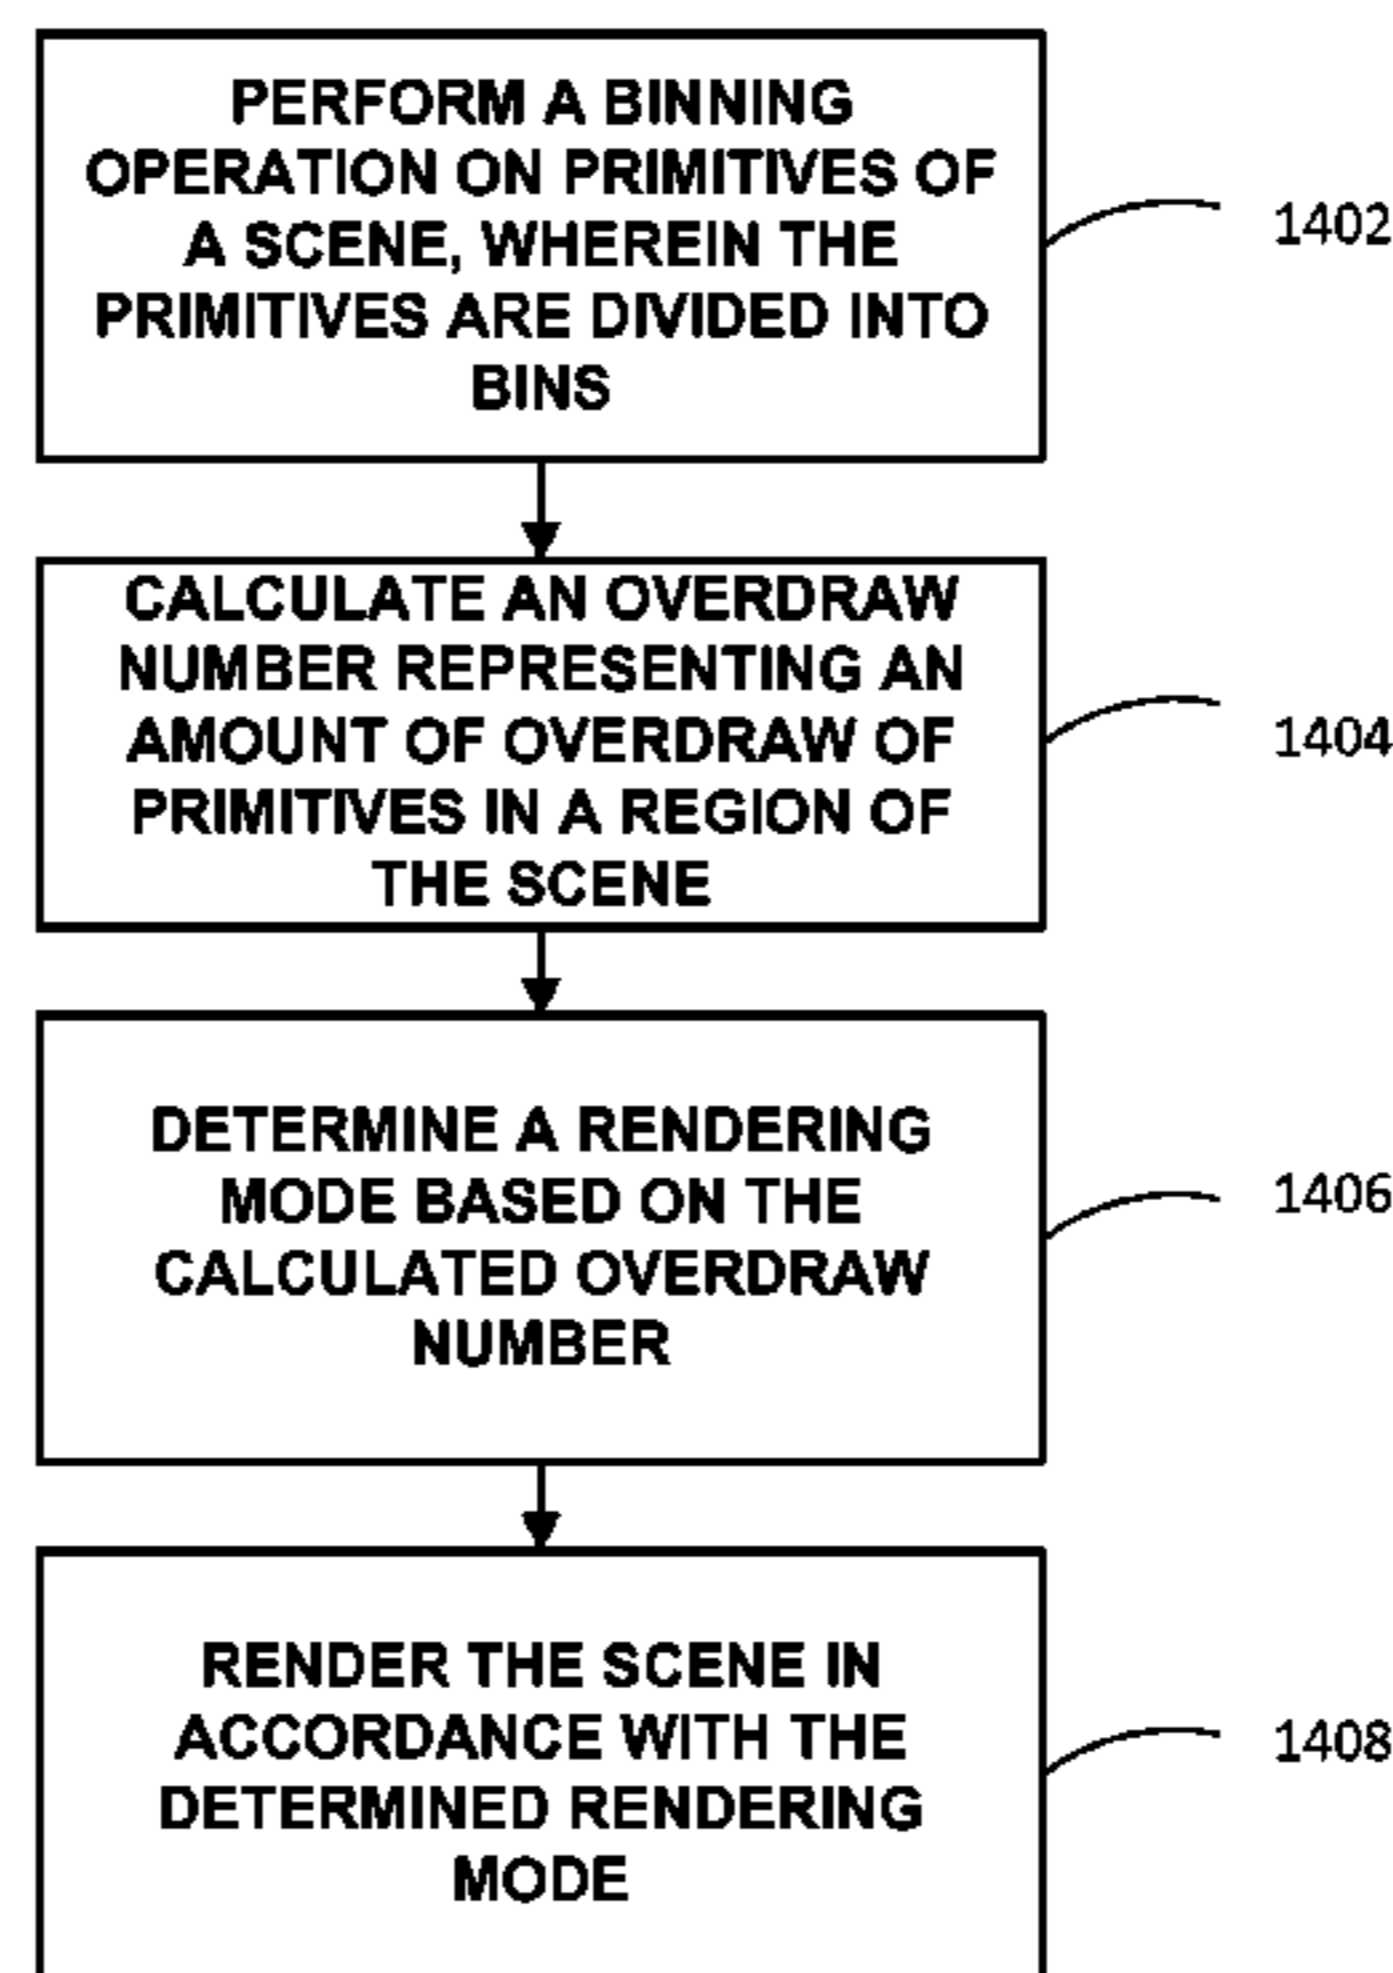 PERFORM A BINNING
OPERATION ON PRIMITIVES OF
A SCENE, WHEREIN THE
PRIMITIVES ARE DIVIDED INTO
BINS
1402
CALCULATE AN OVERDRAW
NUMBER REPRESENTING AN
AMOUNT OF OVERDRAW OF
PRIMITIVES IN A REGION OF
THE SCENE
1404
DETERMINE A RENDERING
MODE BASED ON THE
CALCULATED OVERDRAW
NUMBER
1406
RENDER THE SCENE IN
ACCORDANCE WITH THE
DETERMINED RENDERING
MODE
1408